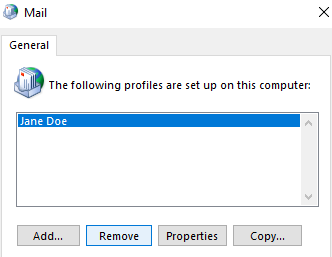 Mail
General
The following profiles are set up on this computer:
Jane Doe
Add... Remove Properties Copy...